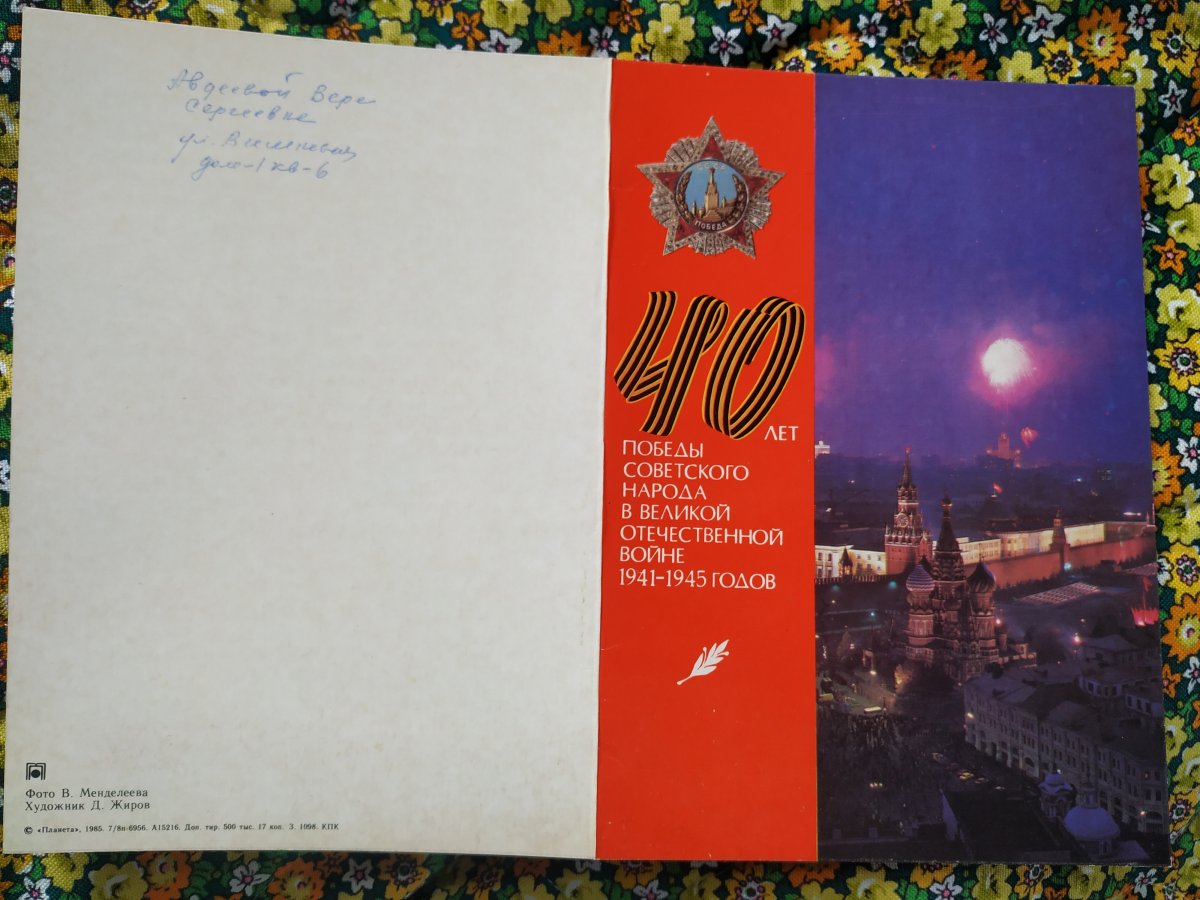 Авдеевой Вере
Сергеевне
ул.
дом-1 кв-6
Фото В. Менделеева
Художник Д. Жиров
© «Планета», 1985. 7/8п-6956. А15216. Доп. тир. 500 тыс. 17 коп. З. 1098. КПК
ПОБЕДА
40
ЛЕТ
ПОБЕДЫ
СОВЕТСКОГО
НАРОДА
В ВЕЛИКОЙ
ОТЕЧЕСТВЕННОЙ
ВОЙНЕ
1941–1945 ГОДОВ